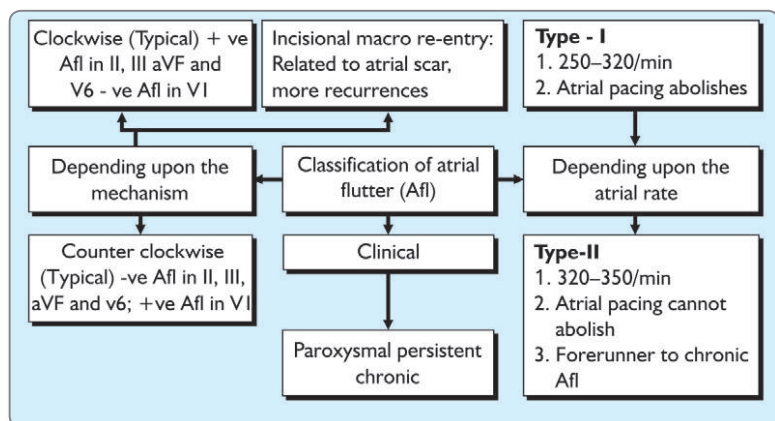 Clockwise (Typical) + ve
Afl in II, III aVF and
V6 - ve Afl in V1
Incisional macro re-entry:
Related to atrial scar,
more recurrences
Type - I
1. 250–320/min
2. Atrial pacing abolishes
Depending upon the
mechanism
Classification of atrial
flutter (Afl)
Depending upon the
atrial rate
Counter clockwise
(Typical) -ve Afl in II, III,
aVF and v6; +ve Afl in V1
Clinical
Type-II
1. 320–350/min
2. Atrial pacing cannot
abolish
3. Forerunner to chronic
Afl
Paroxysmal persistent
chronic